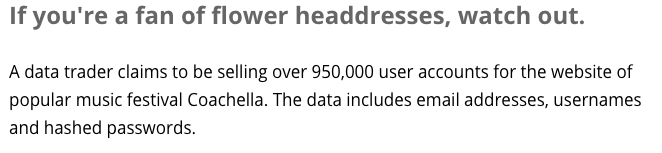 If you're a fan of flower headdresses, watch out.
A data trader claims to be selling over 950,000 user accounts for the website of
popular music festival Coachella. The data includes email addresses, usernames
and hashed passwords.